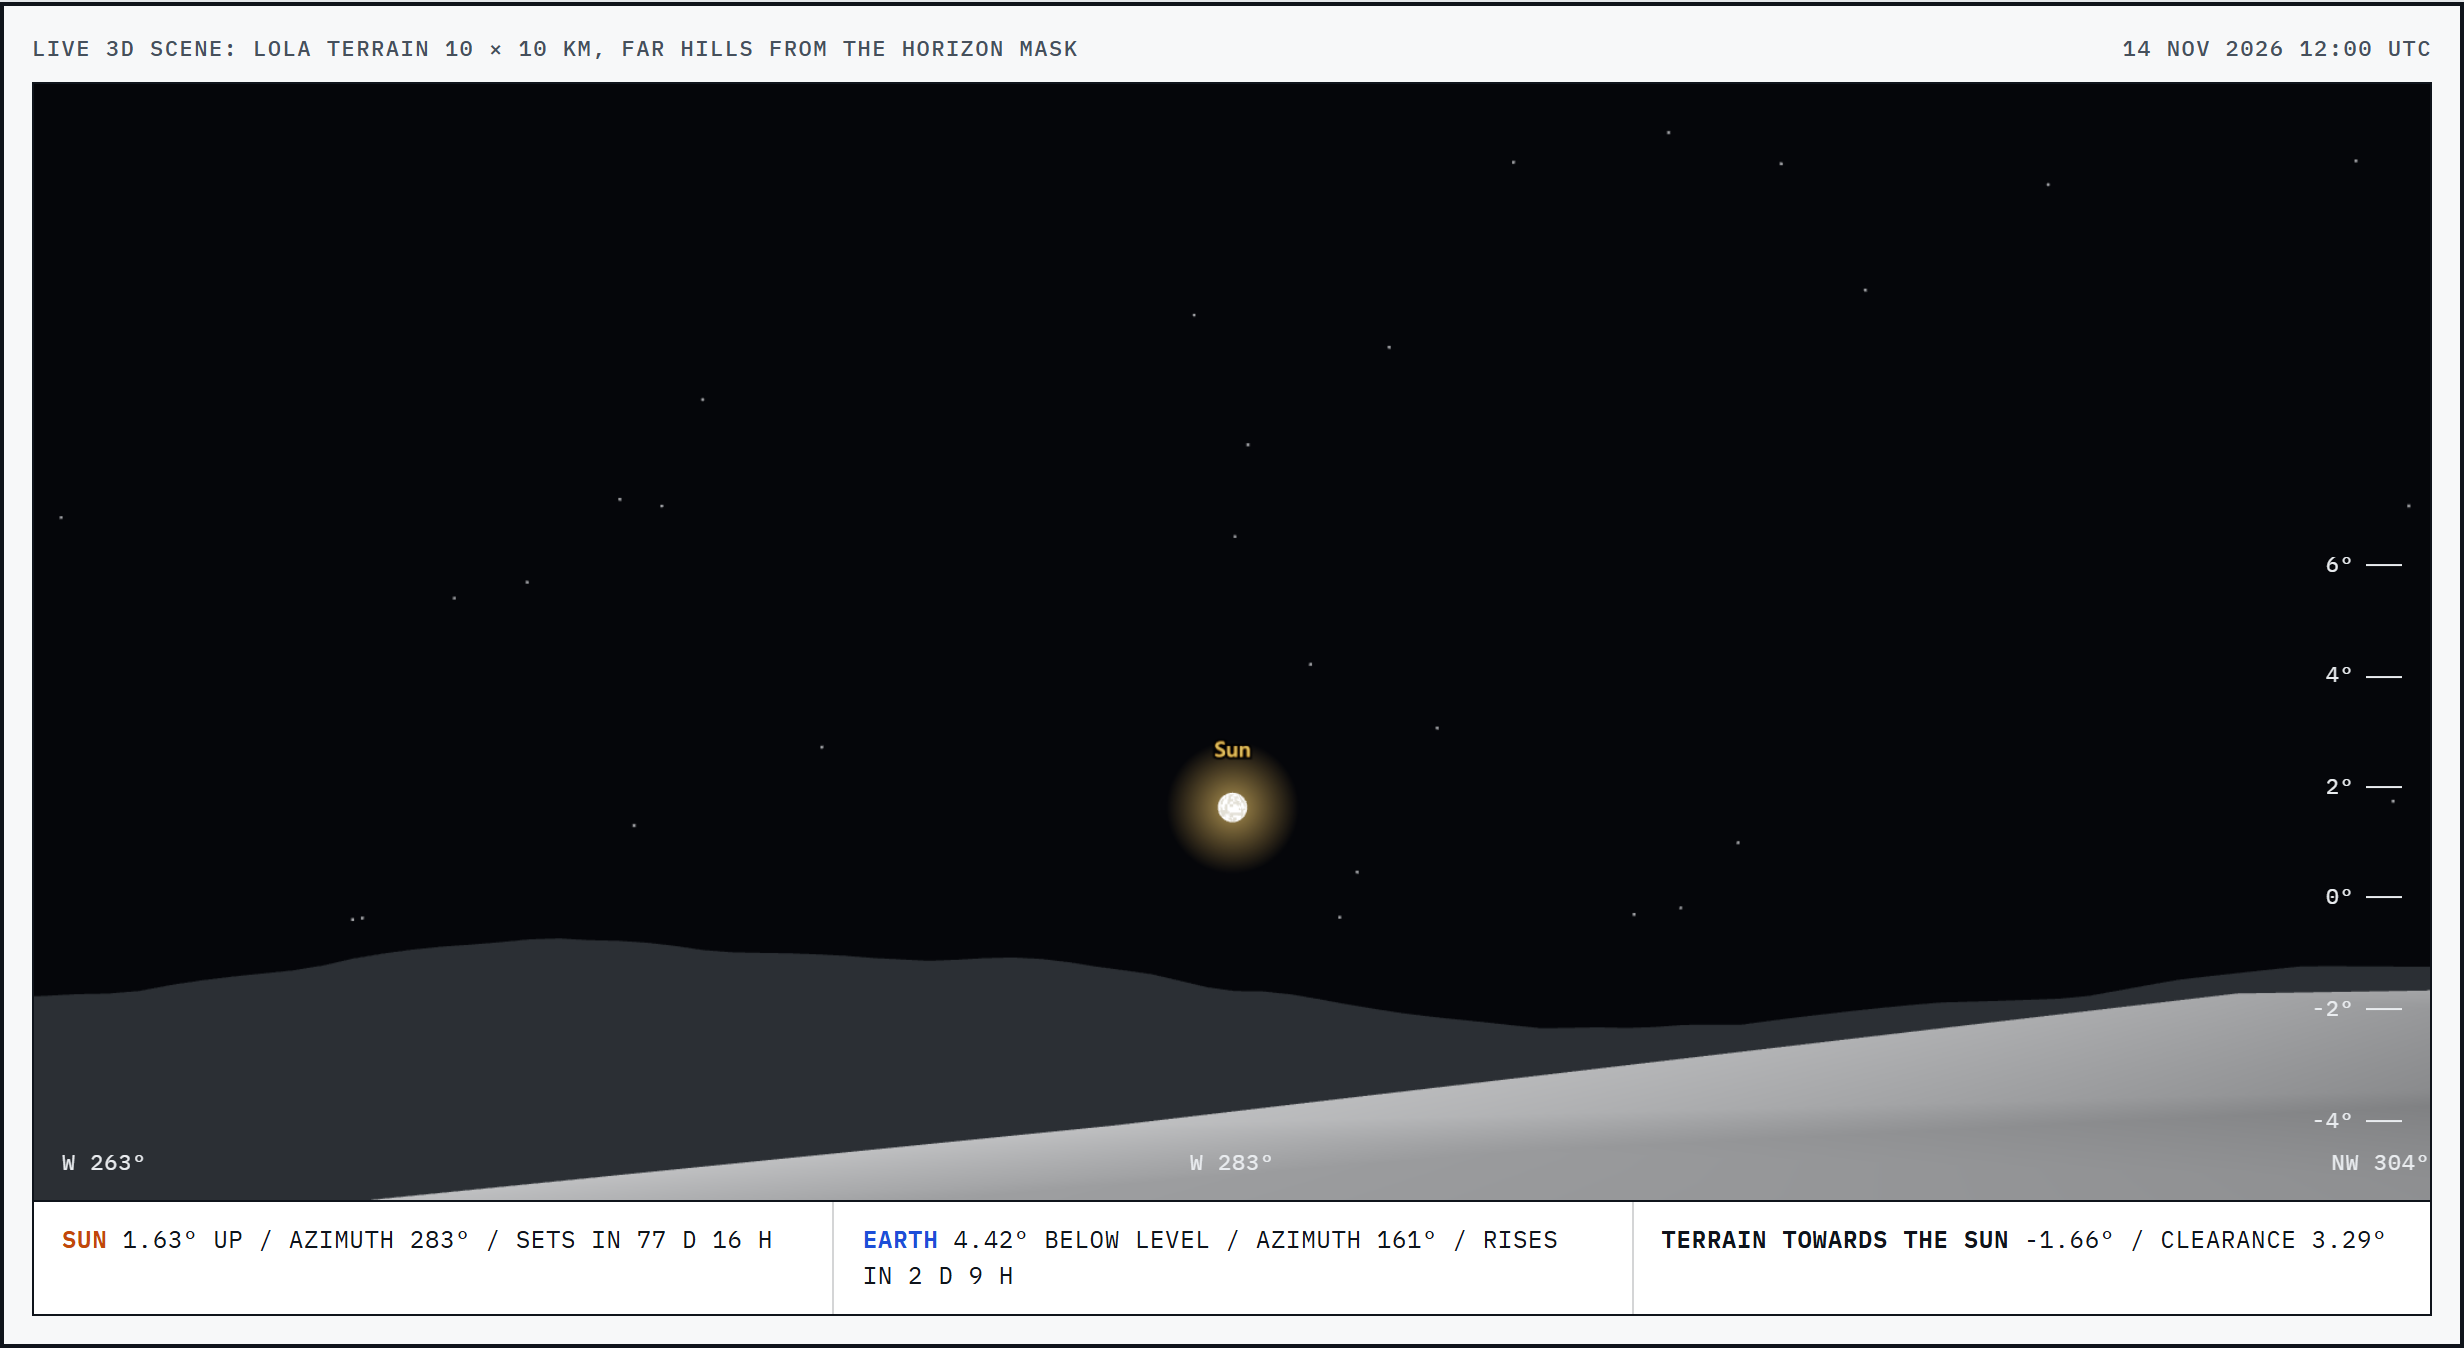 LIVE 3D SCENE: LOLA TERRAIN 10 × 10 KM, FAR HILLS FROM THE HORIZON MASK
14 NOV 2026 12:00 UTC
6°
4°
Sun
2°
0°
-2°
-4°
W 263°
W 283°
NW 304°
SUN 1.63° UP / AZIMUTH 283° / SETS IN 77 D 16 H
EARTH 4.42° BELOW LEVEL / AZIMUTH 161° / RISES
IN 2 D 9 H
TERRAIN TOWARDS THE SUN -1.66° / CLEARANCE 3.29°